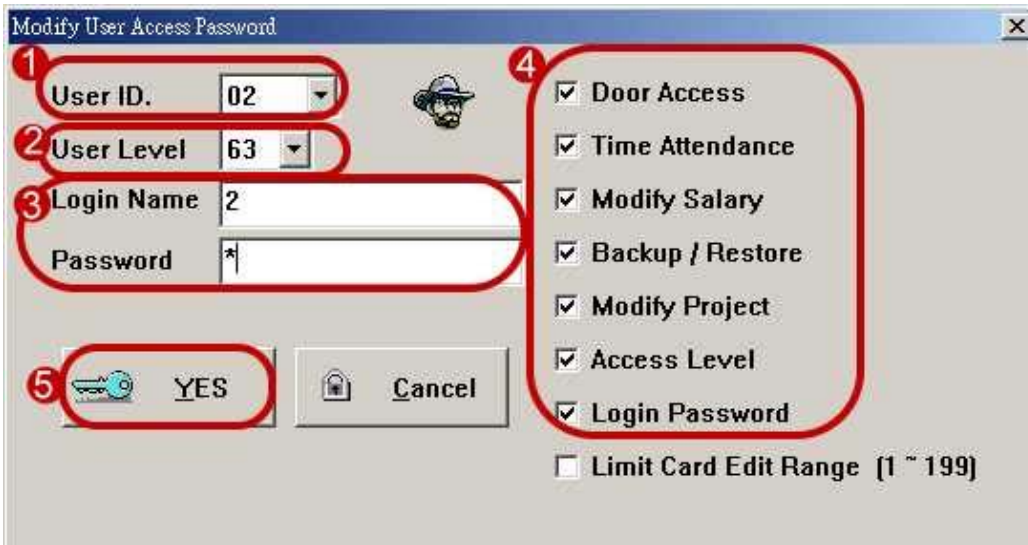 Modify User Access Password
1
User ID. 02
2
User Level 63
3
Login Name 2
Password *
4
Door Access
Time Attendance
Modify Salary
Backup / Restore
Modify Project
Access Level
Login Password
Limit Card Edit Range (1 ~ 199)
5
YES
Cancel